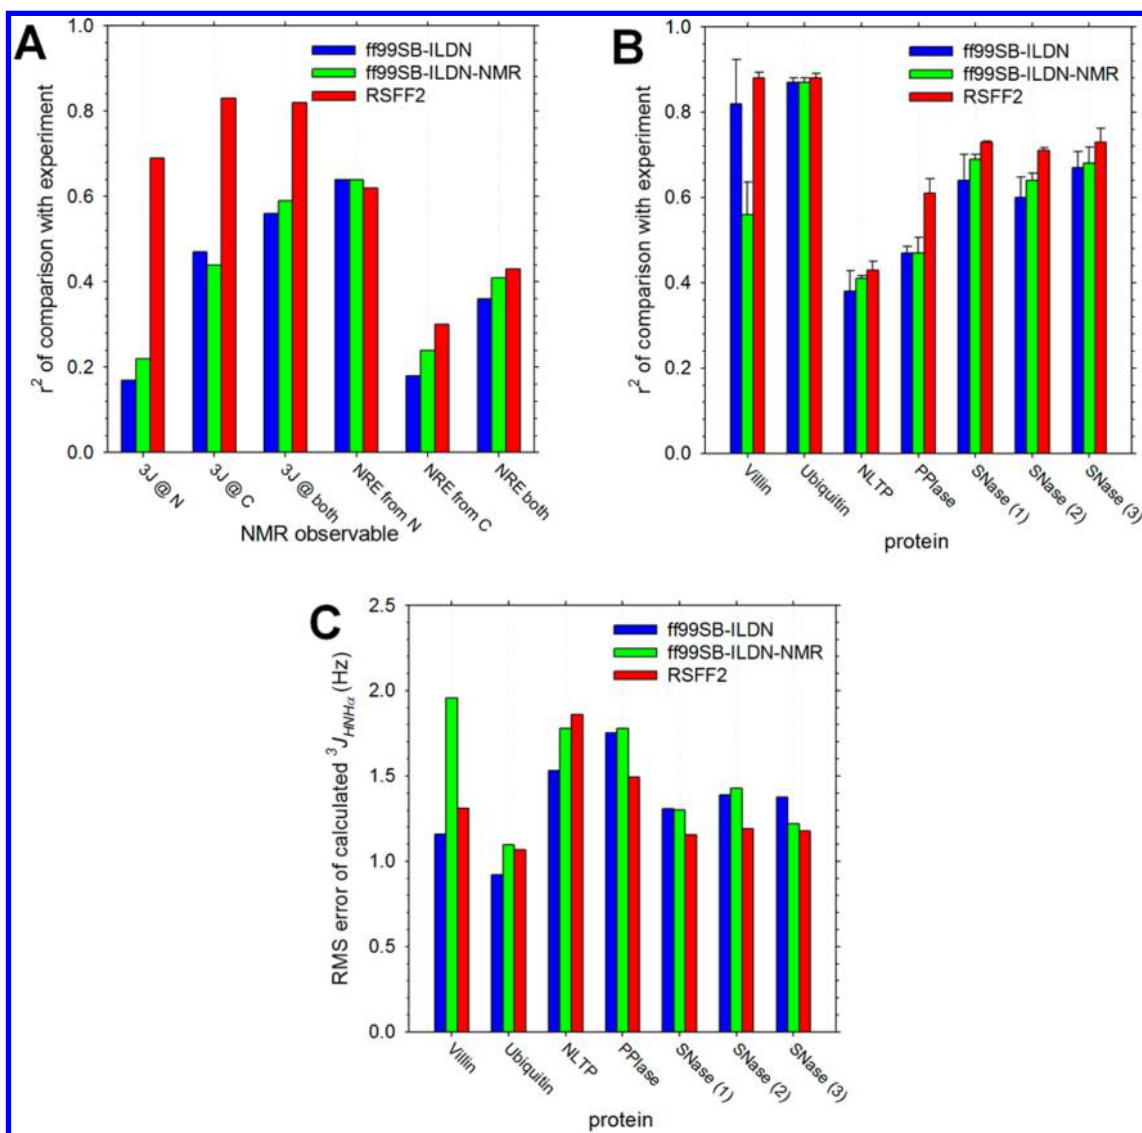 A
1.0
0.8
0.6
0.4
0.2
0.0
r² of comparison with experiment
ff99SB-ILDN
ff99SB-ILDN-NMR
RSFF2
3J @ N
3J @ C
3J @ both
NRE from N
NRE from C
NRE both
NMR observable
B
1.0
0.8
0.6
0.4
0.2
0.0
r² of comparison with experiment
ff99SB-ILDN
ff99SB-ILDN-NMR
RSFF2
Villin
Ubiquitin
NLTP
PPIase
SNase (1)
SNase (2)
SNase (3)
protein
C
2.5
2.0
1.5
1.0
0.5
0.0
RMS error of calculated ³J_HNHα (Hz)
ff99SB-ILDN
ff99SB-ILDN-NMR
RSFF2
Villin
Ubiquitin
NLTP
PPIase
SNase (1)
SNase (2)
SNase (3)
protein